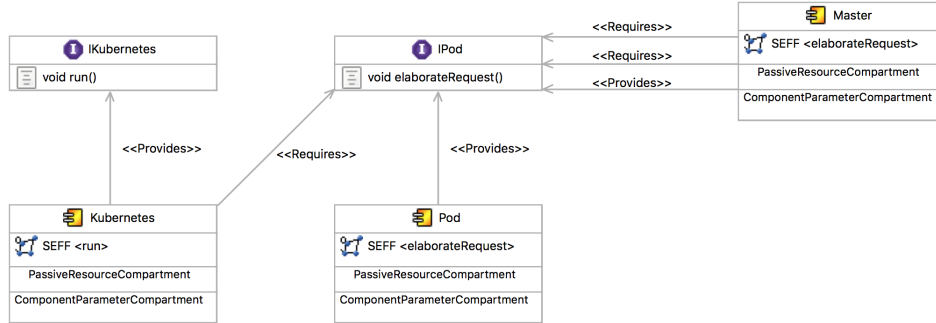 Master
<<Requires>>
SEFF <elaborateRequest>
IKubernetes
IPod
<<Requires>>
void run()
void elaborateRequest()
PassiveResourceCompartment
<<Provides>>
ComponentParameterCompartment
<<Provides>>
<<Requires>>
<<Provides>>
Kubernetes
Pod
SEFF <run>
SEFF <elaborateRequest>
PassiveResourceCompartment
PassiveResourceCompartment
ComponentParameterCompartment
ComponentParameterCompartment